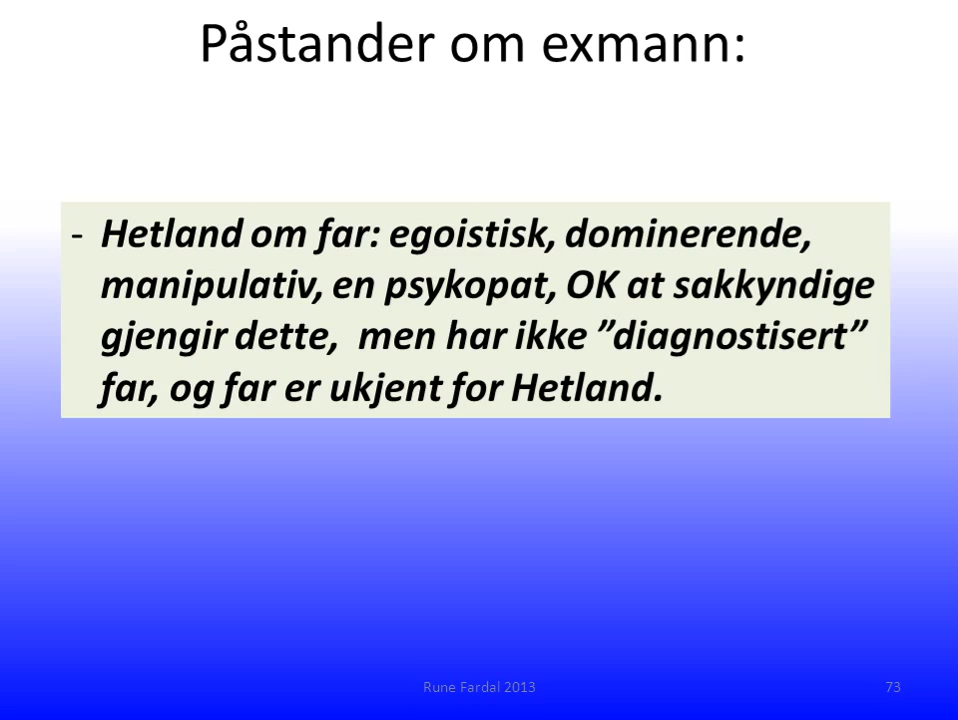 Påstander om exmann:
- Hetland om far: egoistisk, dominerende,
manipulativ, en psykopat, OK at sakkyndige
gjengir dette,  men har ikke ”diagnostisert”
far, og far er ukjent for Hetland.
Rune Fardal 2013
73